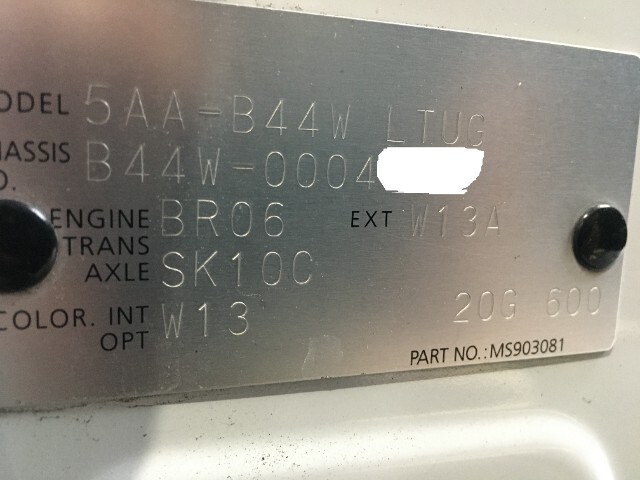 ODEL 5AA-B44W LTUG
HASSIS B44W-0004
O.
ENGINE BR06 EXT W13A
TRANS
AXLE SK10C
COLOR. INT W13 20G 600
OPT
PART NO.:MS903081